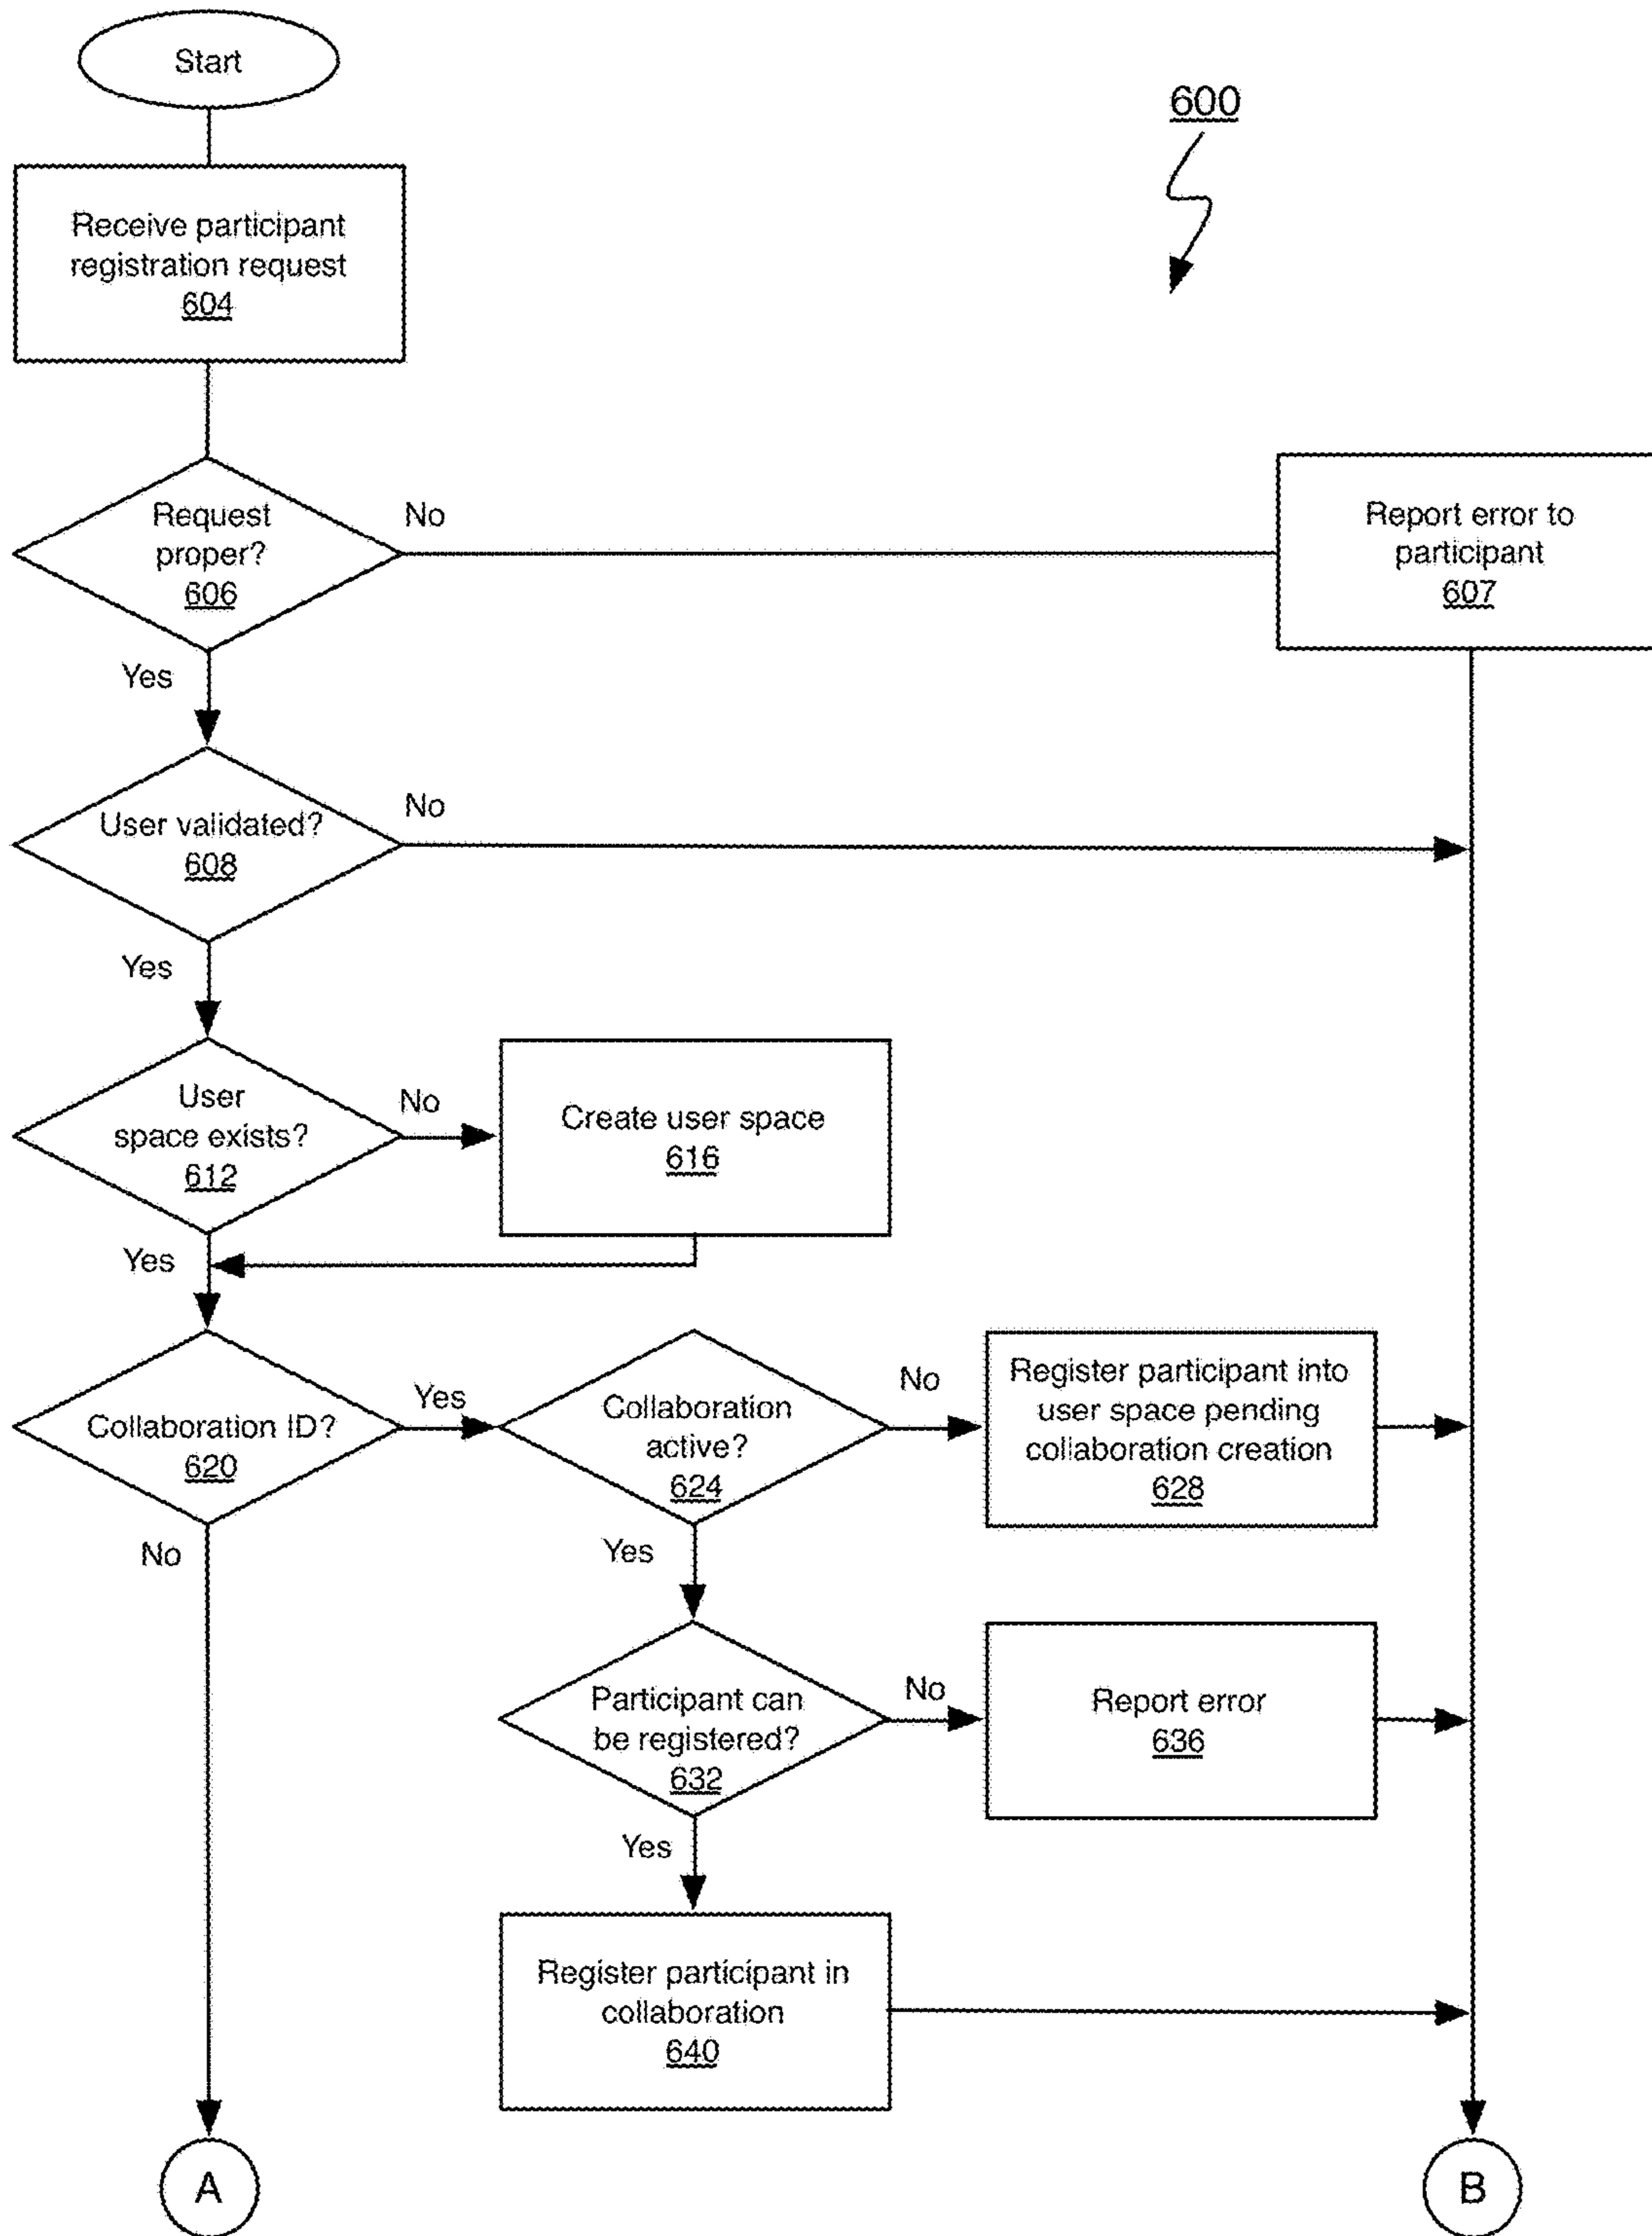 Start
600
Receive participant
registration request
604
Request
proper?
606
No
Report error to
participant
607
Yes
User validated?
608
No
Yes
User
space exists?
612
No
Create user space
616
Yes
Collaboration ID?
620
Yes
Collaboration
active?
624
No
Register participant into
user space pending
collaboration creation
628
No
Yes
Participant can
be registered?
632
No
Report error
636
Yes
Register participant in
collaboration
640
A
B